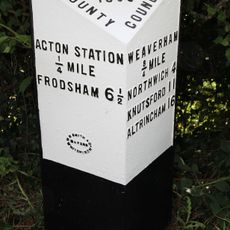 COUNTY
COUNCIL
ACTON STATION
¼
MILE
FRODSHAM 6½
WEAVERHAM
¾
MILE
NORTHWICH 4
KNUTSFORD 11
ALTRINCHAM 16